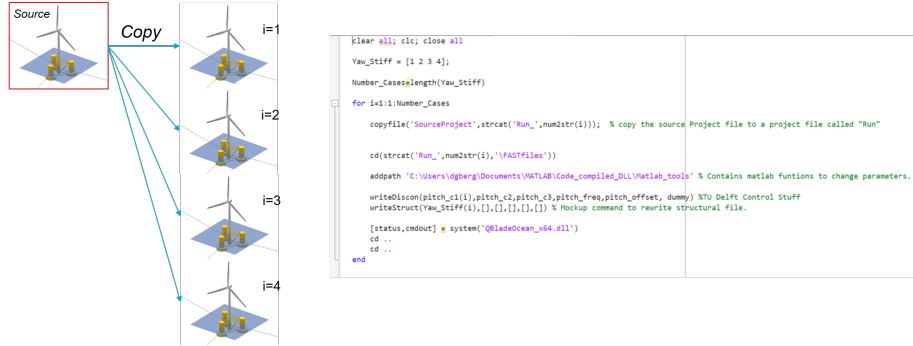 Source
Copy
i=1
i=2
i=3
i=4
clear all; clc; close all
Yaw_Stiff = [1 2 3 4];
Number_Cases=length(Yaw_Stiff)
for i=1:1:Number_Cases
copyfile('SourceProject',strcat('Run_',num2str(i))); % copy the source Project file to a project file called "Run"
cd(strcat('Run_',num2str(i),'\FASTfiles'))
addpath 'C:\Users\dgberg\Documents\MATLAB\Code_compiled_DLL\Matlab_tools' % Contains matlab funtions to change parameters.
writeDiscon(pitch_c1(i),pitch_c2,pitch_c3,pitch_freq,pitch_offset, dummy) %TU Delft Control Stuff
writeStruct(Yaw_Stiff(i),[],[],[],[],[]) % Mockup command to rewrite structural file.
[status,cmdout] = system('QBladeOcean_x64.dll')
cd ..
cd ..
end